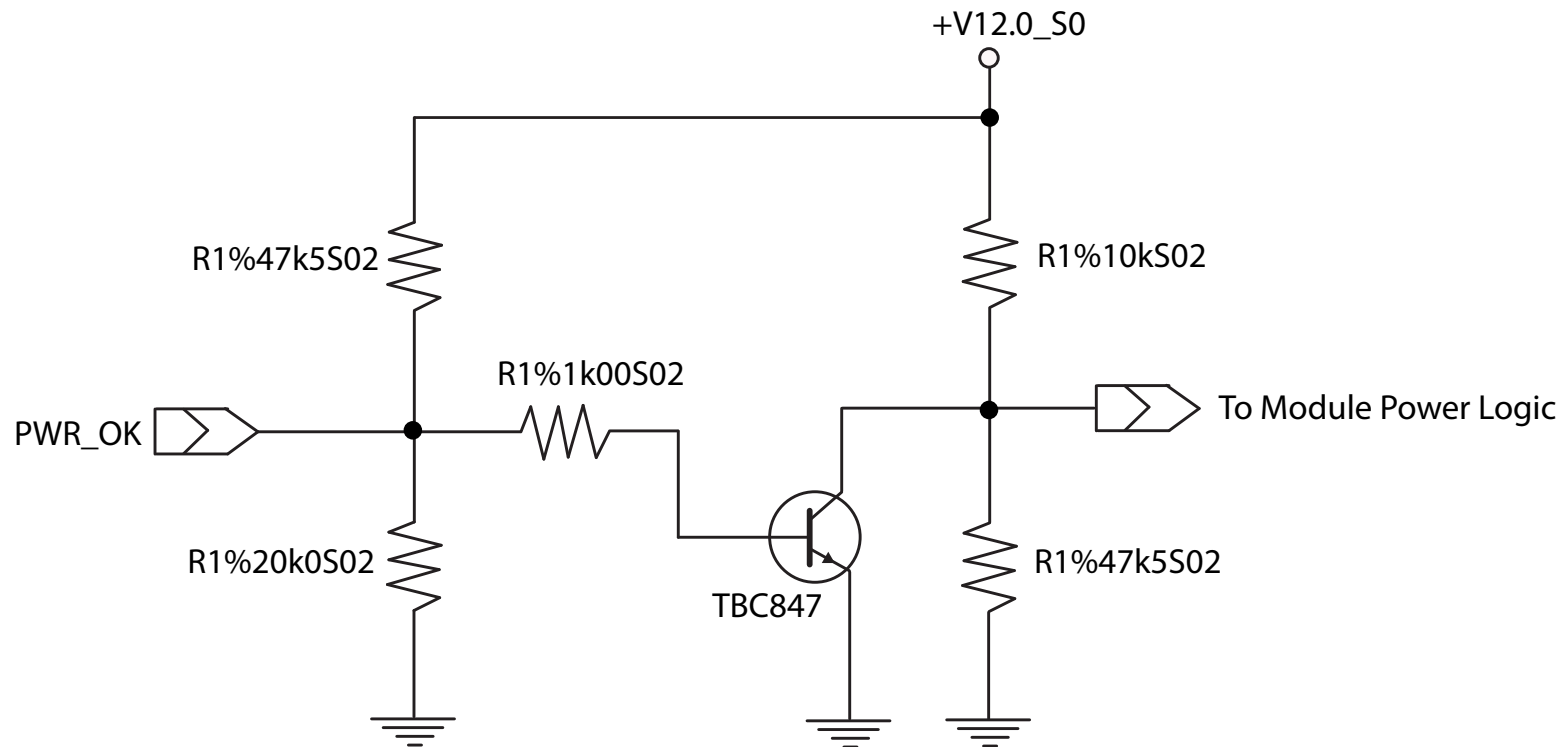 +V12.0_S0
R1%47k5S02
R1%10kS02
R1%1k00S02
PWR_OK
To Module Power Logic
R1%20k0S02
R1%47k5S02
TBC847